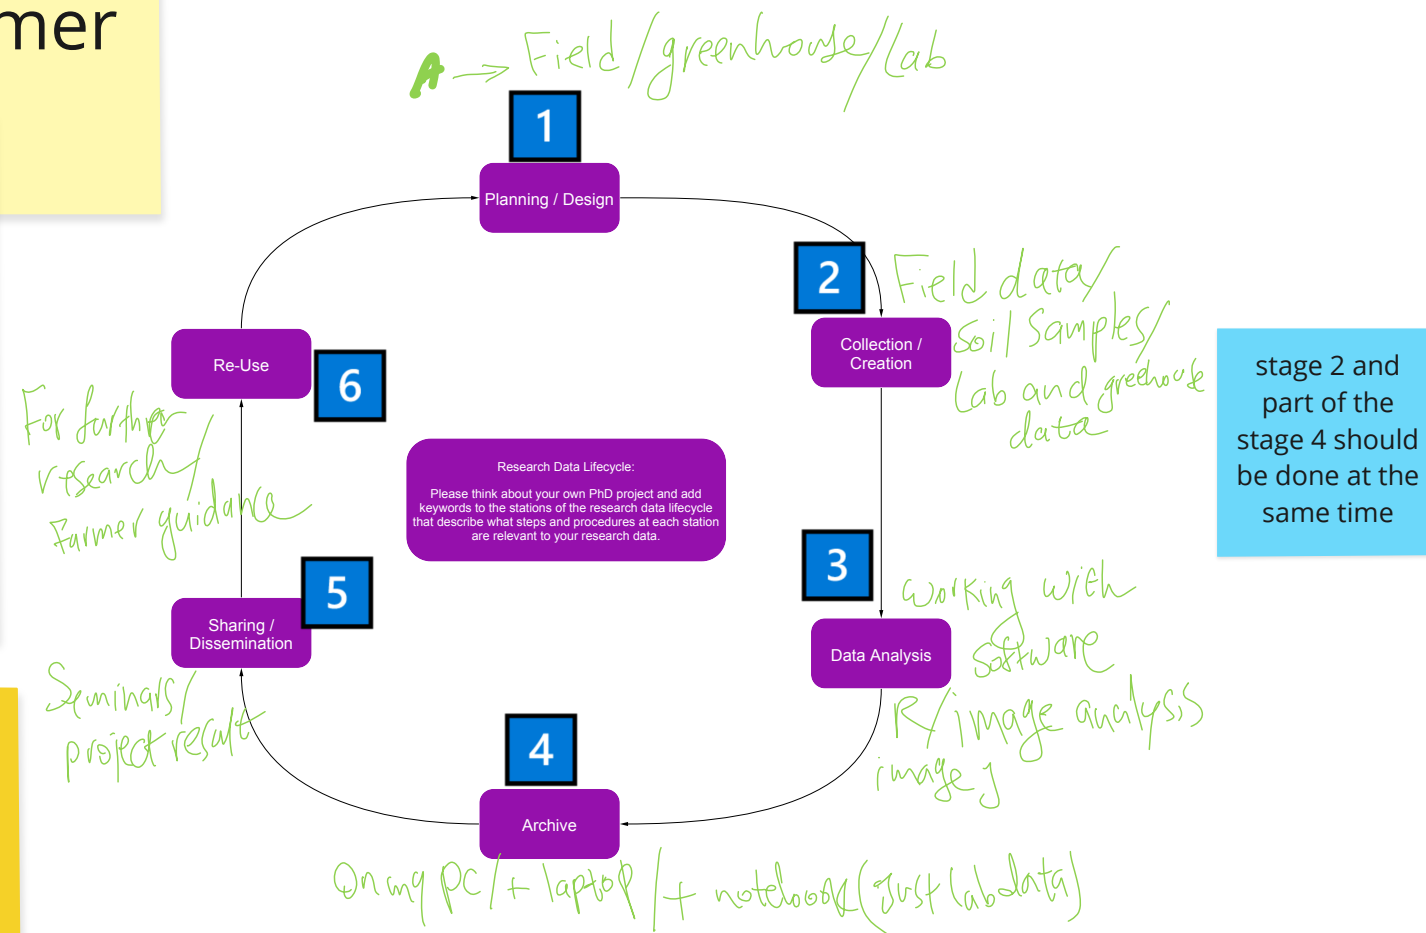 mer
A → Field/greenhouse/Lab
1
Planning / Design
2
Field data/
Soil Samples/
Lab and greehouse
data
Collection /
Creation
stage 2 and
part of the
stage 4 should
be done at the
same time
Re-Use
6
For further
research/
Farmer guidance
Research Data Lifecycle:
Please think about your own PhD project and add
keywords to the stations of the research data lifecycle
that describe what steps and procedures at each station
are relevant to your research data.
3
working with
software
R/image analysis
image j
Data Analysis
5
Sharing /
Dissemination
Seminars/
project result
4
Archive
On my PC/+ laptop/+ notebook (Just lab data)